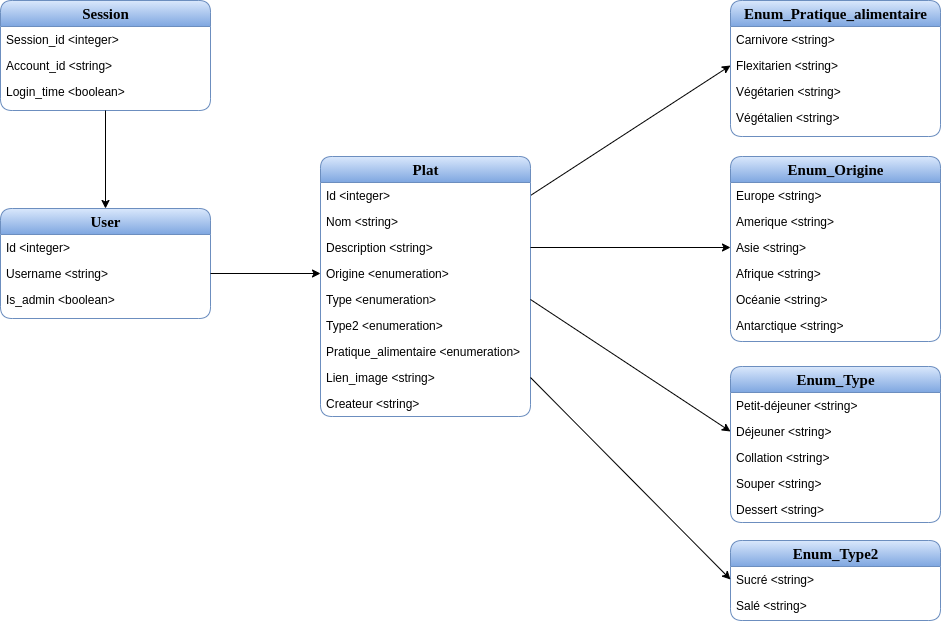 Session
Session_id <integer>
Account_id <string>
Login_time <boolean>
User
Id <integer>
Username <string>
Is_admin <boolean>
Plat
Id <integer>
Nom <string>
Description <string>
Origine <enumeration>
Type <enumeration>
Type2 <enumeration>
Pratique_alimentaire <enumeration>
Lien_image <string>
Createur <string>
Enum_Pratique_alimentaire
Carnivore <string>
Flexitarien <string>
Végétarien <string>
Végétalien <string>
Enum_Origine
Europe <string>
Amerique <string>
Asie <string>
Afrique <string>
Océanie <string>
Antarctique <string>
Enum_Type
Petit-déjeuner <string>
Déjeuner <string>
Collation <string>
Souper <string>
Dessert <string>
Enum_Type2
Sucré <string>
Salé <string>